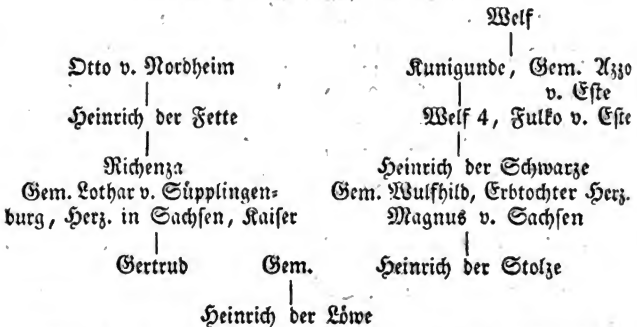 Welf
Otto v. Nordheim Kunigunde, Gem. Azzo
v. Este
Heinrich der Fette Welf 4, Fulko v. Este
Richenza Heinrich der Schwarze
Gem. Lothar v. Süpplingen- Gem. Wulfhild, Erbtochter Herz.
burg, Herz. in Sachsen, Kaiser Magnus v. Sachsen
Gertrud Gem. Heinrich der Stolze
Heinrich der Löwe